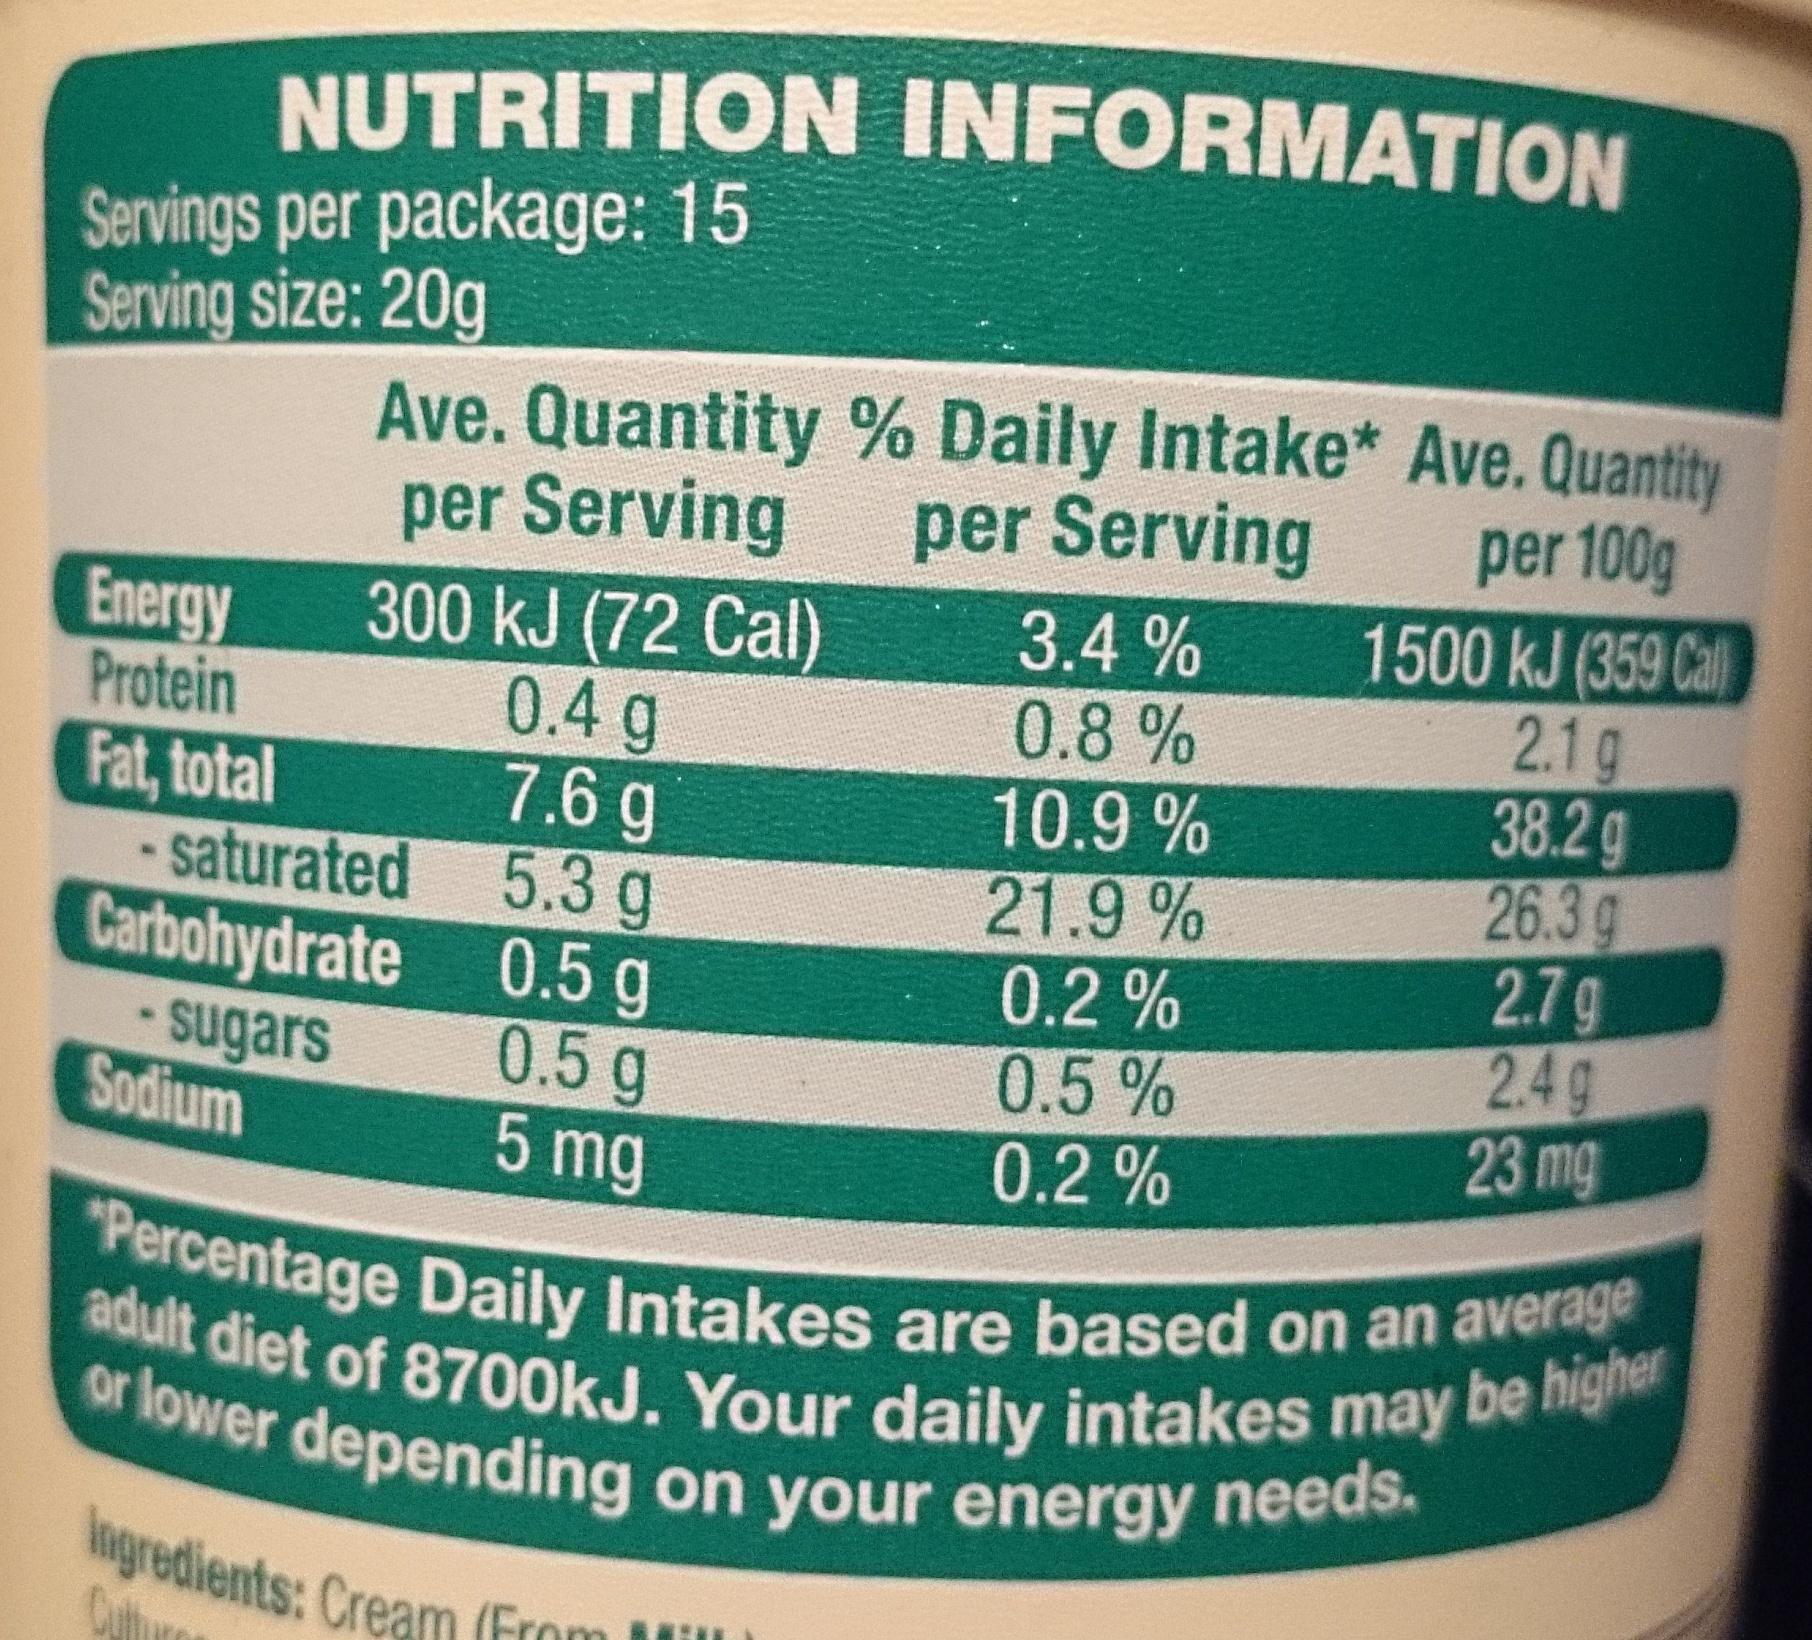 NUTRITION INFORMATION
Servings per package: 15
Serving size: 20g
Ave. Quantity % Daily Intake* Ave. Quantity
per Serving per Serving per 100g
Energy 300 kJ (72 Cal) 3.4 % 1500 kJ (359 Cal)
Protein 0.4 g 0.8 % 2.1 g
Fat, total 7.6 g 10.9 % 38.2 g
- saturated 5.3 g 21.9 % 26.3 g
Carbohydrate 0.5 g 0.2 % 2.7 g
- sugars 0.5 g 0.5 % 2.4 g
Sodium 5 mg 0.2 % 23 mg
*Percentage Daily Intakes are based on an average
adult diet of 8700kJ. Your daily intakes may be higher
or lower depending on your energy needs.
Ingredients: Cream (From